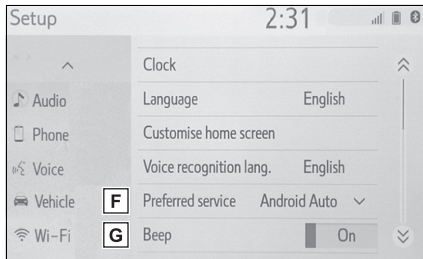 Setup 2:31
Clock
Audio
Language English
Phone
Customise home screen
Voice
Voice recognition lang. English
Vehicle
F Preferred service Android Auto
Wi-Fi
G Beep On